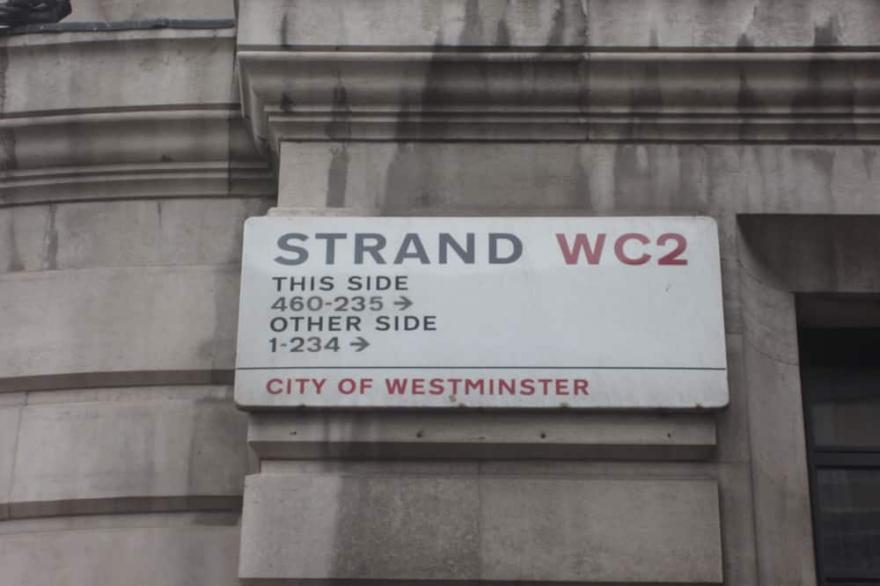 STRAND WC2
THIS SIDE
460-235 →
OTHER SIDE
1-234 →
CITY OF WESTMINSTER